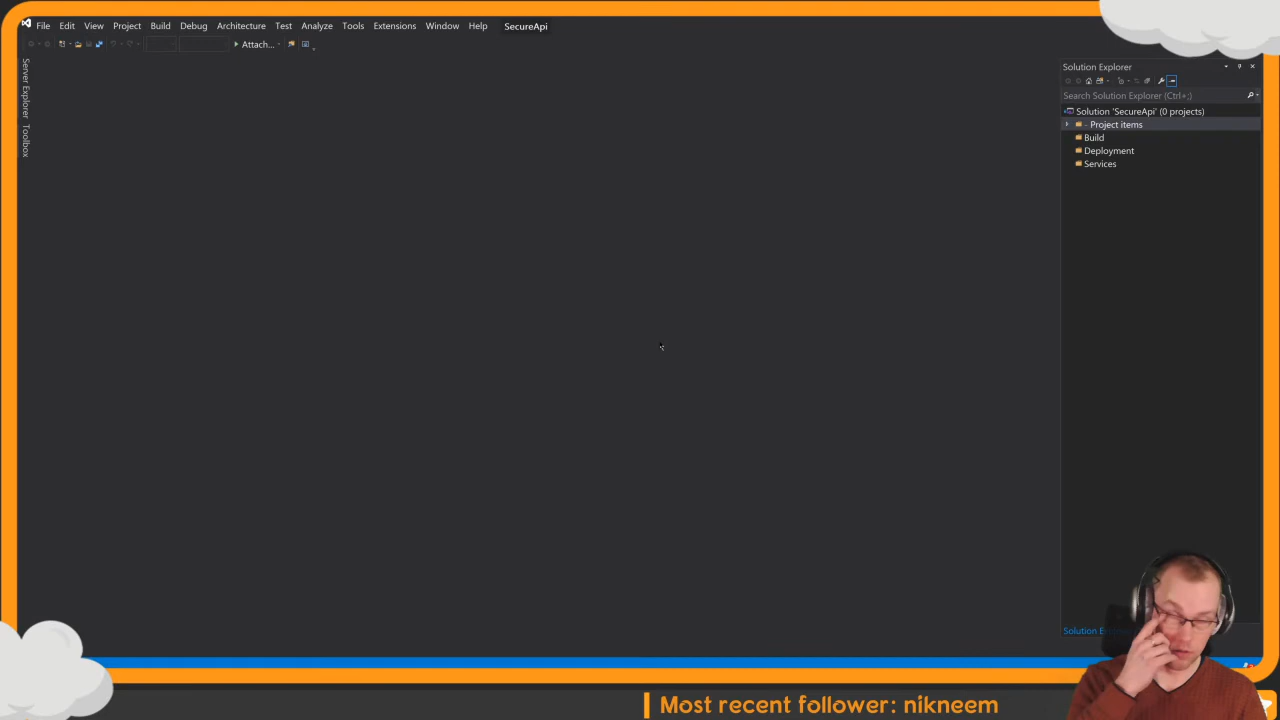 File Edit View Project Build Debug Architecture Test Analyze Tools Extensions Window Help SecureApi
Attach...
Server Explorer
Toolbox
Solution Explorer
Search Solution Explorer (Ctrl+;)
Solution 'SecureApi' (0 projects)
Project items
Build
Deployment
Services
Solution
Most recent follower: nikneem